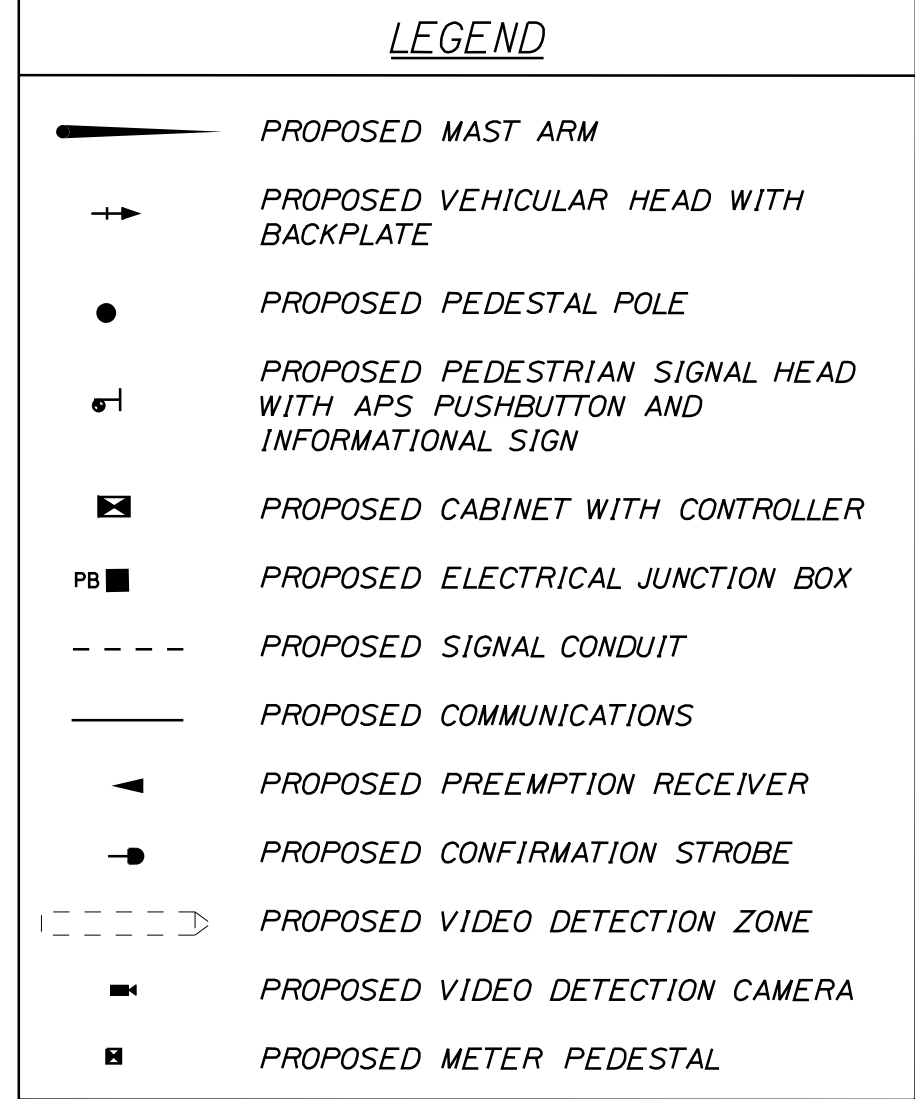 LEGEND
PROPOSED MAST ARM
PROPOSED VEHICULAR HEAD WITH
BACKPLATE
PROPOSED PEDESTAL POLE
PROPOSED PEDESTRIAN SIGNAL HEAD
WITH APS PUSHBUTTON AND
INFORMATIONAL SIGN
PROPOSED CABINET WITH CONTROLLER
PB PROPOSED ELECTRICAL JUNCTION BOX
PROPOSED SIGNAL CONDUIT
PROPOSED COMMUNICATIONS
PROPOSED PREEMPTION RECEIVER
PROPOSED CONFIRMATION STROBE
PROPOSED VIDEO DETECTION ZONE
PROPOSED VIDEO DETECTION CAMERA
PROPOSED METER PEDESTAL